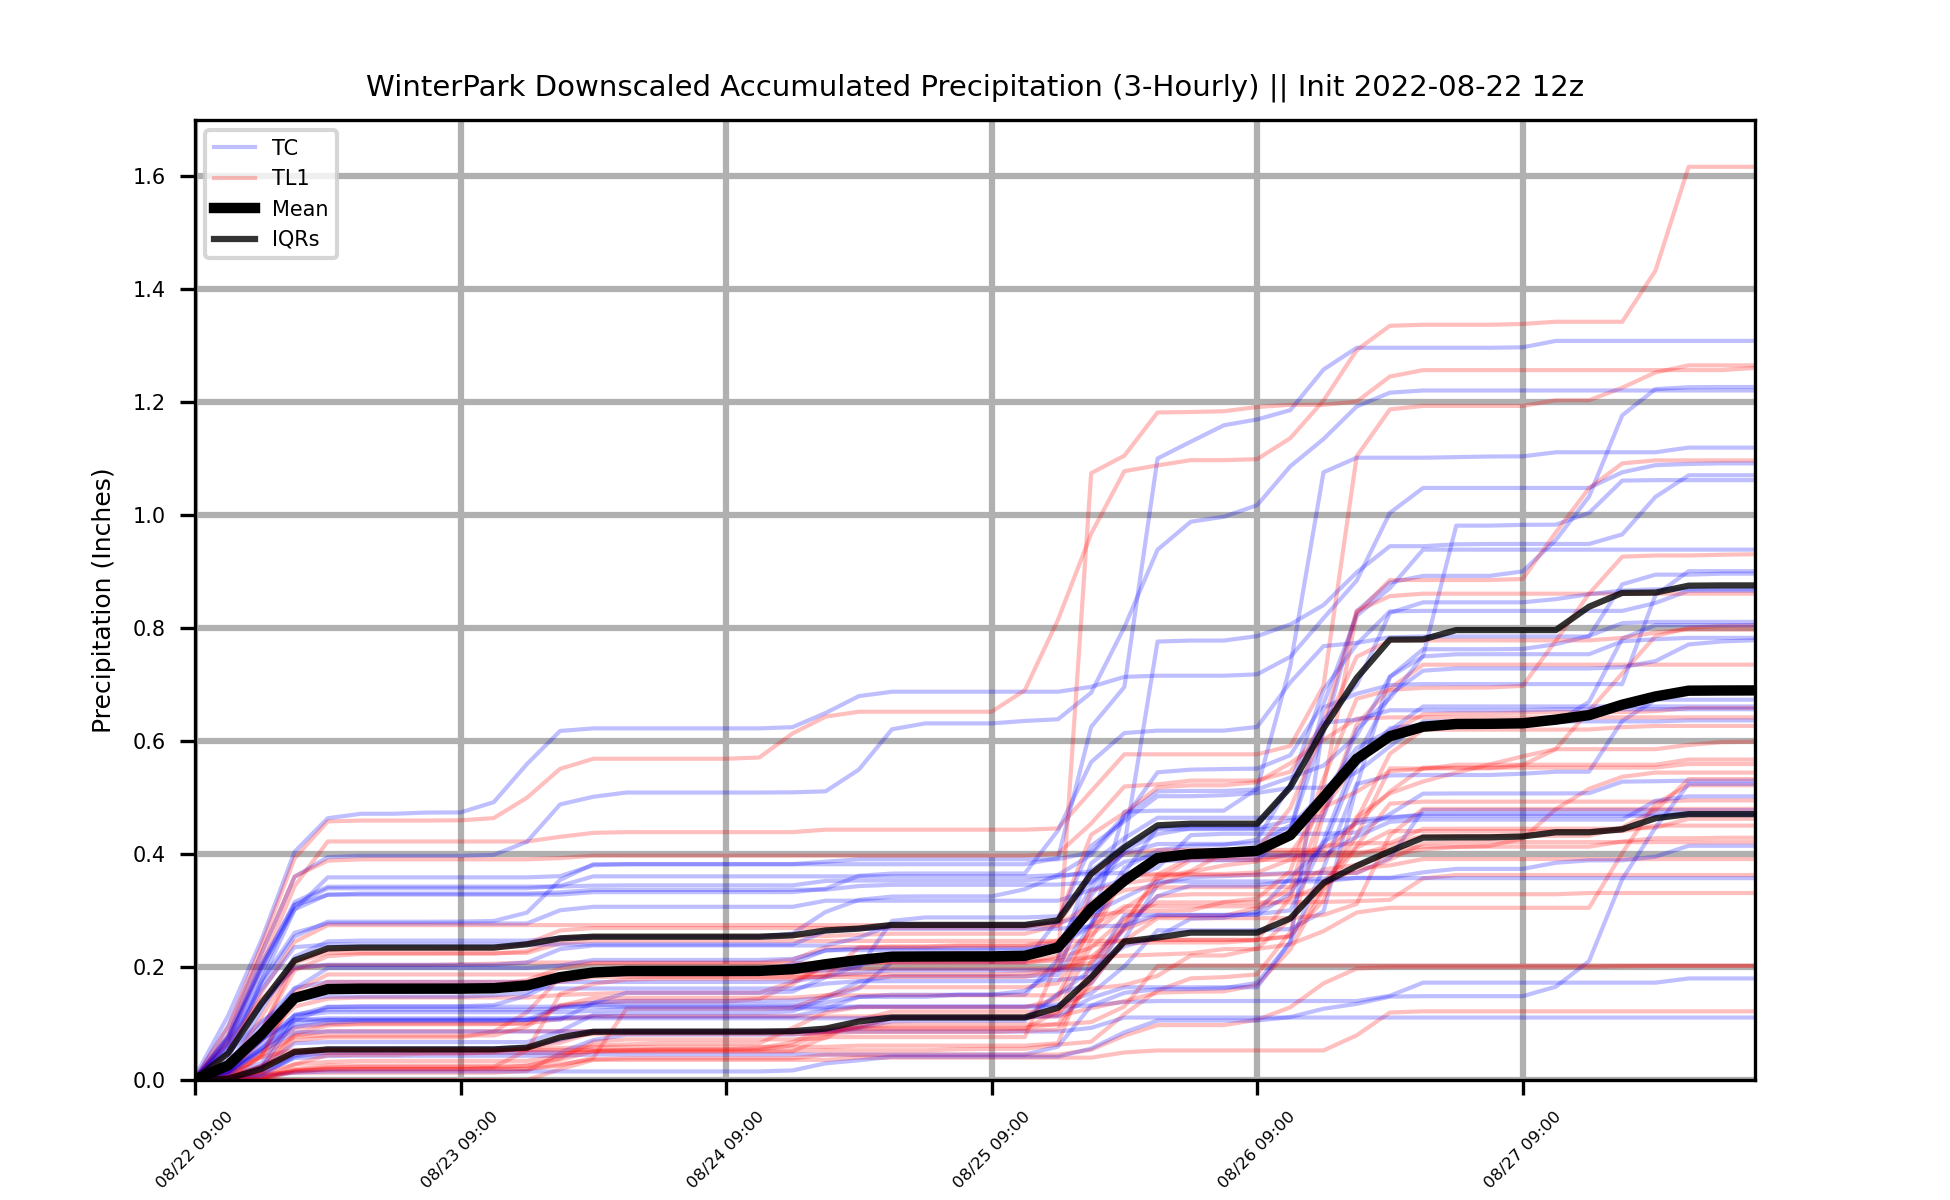 WinterPark Downscaled Accumulated Precipitation (3-Hourly) || Init 2022-08-22 12z
TC
TL1
Mean
IQRs
Precipitation (Inches)
1.6
1.4
1.2
1.0
0.8
0.6
0.4
0.2
0.0
08/22 09:00
08/23 09:00
08/24 09:00
08/25 09:00
08/26 09:00
08/27 09:00